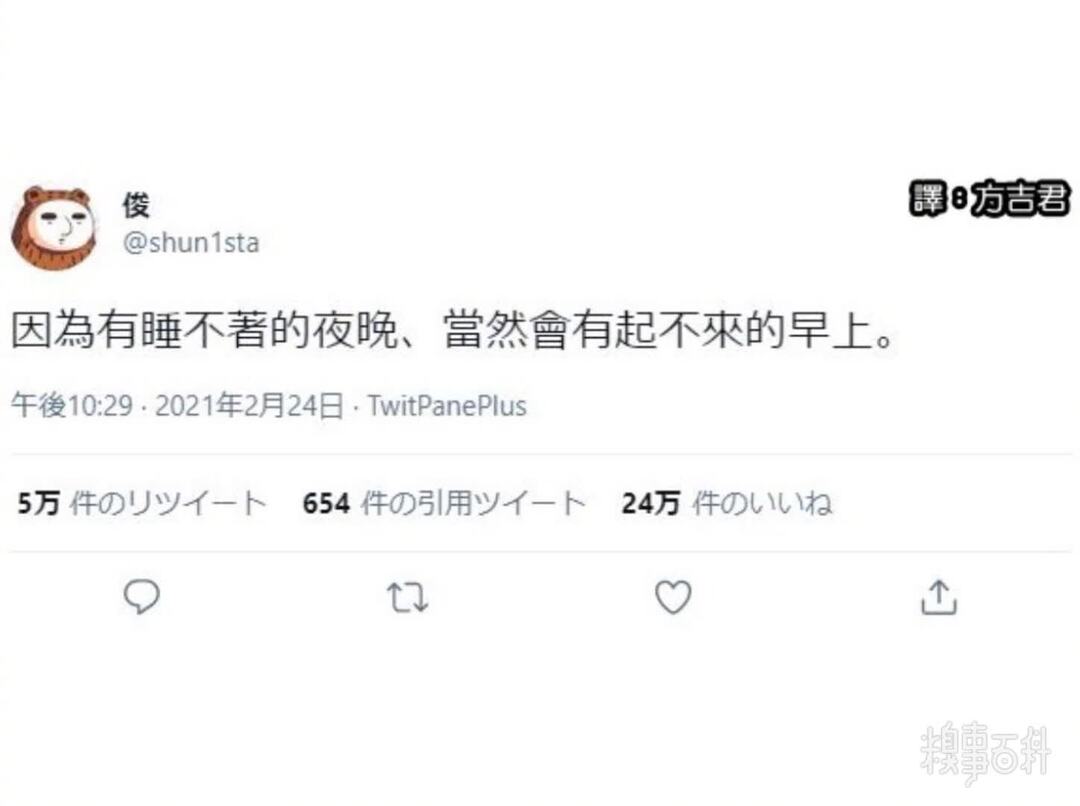 俊
譯:方吉君
@shun1sta
因為有睡不著的夜晚、當然會有起不來的早上。
午後10:29 · 2021年2月24日 · TwitPanePlus
5万 件のリツイート 654 件の引用ツイート 24万 件のいいね
糗事百科